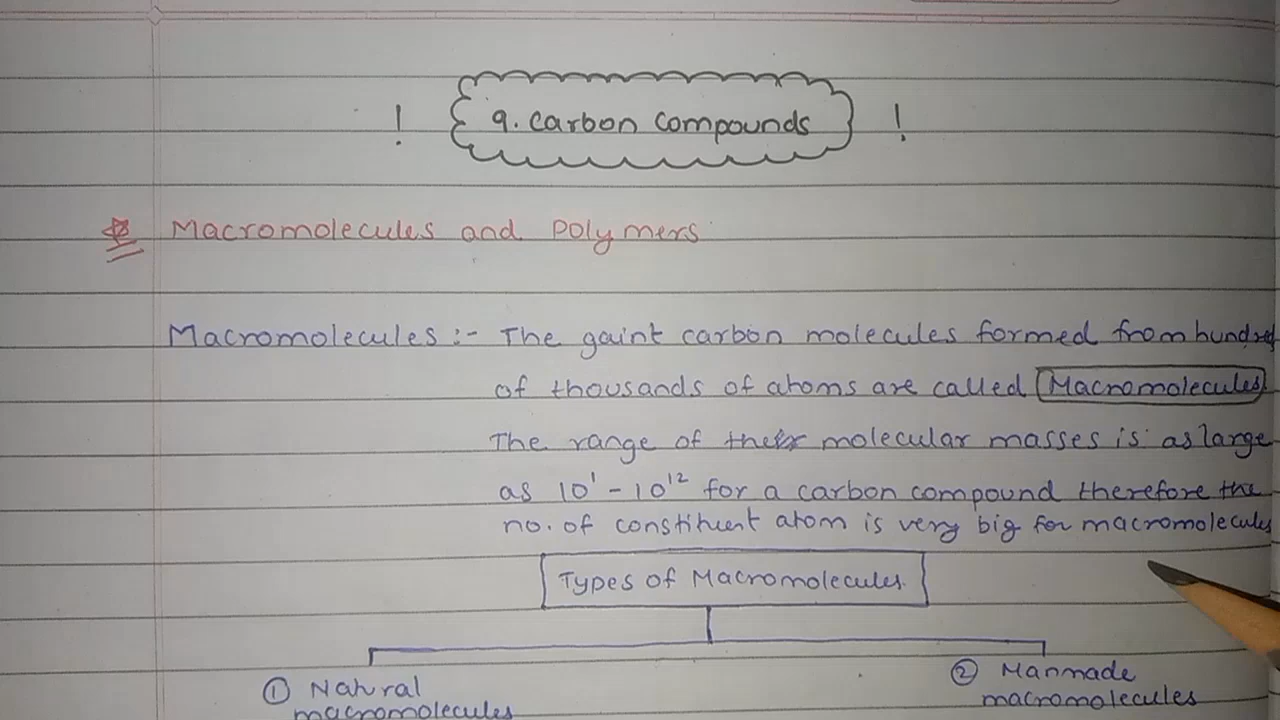 ! 9. Carbon Compounds !
Macromolecules and Polymers
Macromolecules :- The gaint carbon molecules formed from hundred
of thousands of atoms are called Macromolecules
The range of their molecular masses is as large
as 10¹ - 10¹² for a carbon compound therefore the
no. of constituent atom is very big for macromolecules
Types of Macromolecules.
① Natural
macromolecules
② Manmade
macromolecules